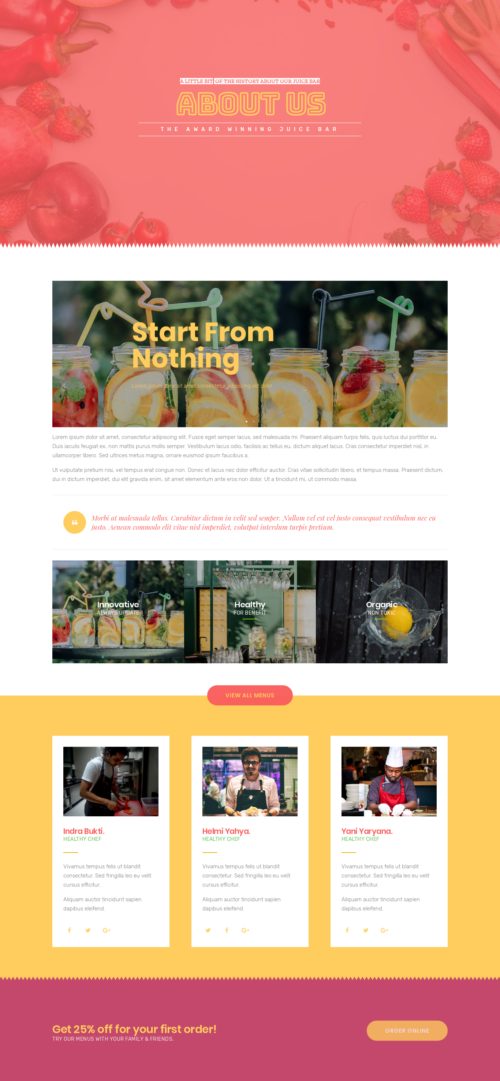 A LITTLE BIT OF THE HISTORY ABOUT OUR JUICE BAR
ABOUT US
THE AWARD WINNING JUICE BAR
Start From
Nothing
Lorem ipsum dolor sit amet consectetur adipiscing elit dolor
Lorem ipsum dolor sit amet, consectetur adipiscing elit. Fusce eget semper lacus, sed malesuada mi. Praesent aliquam turpis felis, quis luctus dui porttitor eu.
Duis iaculis feugiat ex, non mattis purus mollis semper. Vestibulum lacus odio, facilisis ac tellus eu, dictum aliquet lacus. Cras consectetur imperdiet nisl, in
ullamcorper libero. Sed ultrices metus magna, ornare euismod ipsum faucibus a.
Ut vulputate pretium nisi, vel tempus erat congue non. Donec et lacus nec dolor efficitur auctor. Cras vitae sollicitudin libero, et tempus massa. Praesent dictum,
dui in dictum imperdiet, dui elit gravida enim, sit amet elementum ante eros non dolor. Ut a tincidunt mi, ut commodo massa.
Morbi at malesuada tellus. Curabitur dictum in velit sed semper. Nullam vel est vel justo consequat vestibulum nec eu
justo. Aenean commodo elit vitae nisl imperdiet, volutpat interdum turpis pretium.
Innovative
ALWAYS UPDATE
Healthy
FOR BENEFIT
Organic
NON TOXIC
VIEW ALL MENUS
Indra Bukti.
HEALTHY CHEF
Vivamus tempus felis ut blandit
consectetur. Sed fringilla leo eu velit
cursus efficitur.
Aliquam auctor tincidunt sapien
dapibus eleifend.
Helmi Yahya.
HEALTHY CHEF
Vivamus tempus felis ut blandit
consectetur. Sed fringilla leo eu velit
cursus efficitur.
Aliquam auctor tincidunt sapien
dapibus eleifend.
Yani Yaryana.
HEALTHY CHEF
Vivamus tempus felis ut blandit
consectetur. Sed fringilla leo eu velit
cursus efficitur.
Aliquam auctor tincidunt sapien
dapibus eleifend.
Get 25% off for your first order!
TRY OUR MENUS WITH YOUR FAMILY & FRIENDS.
ORDER ONLINE